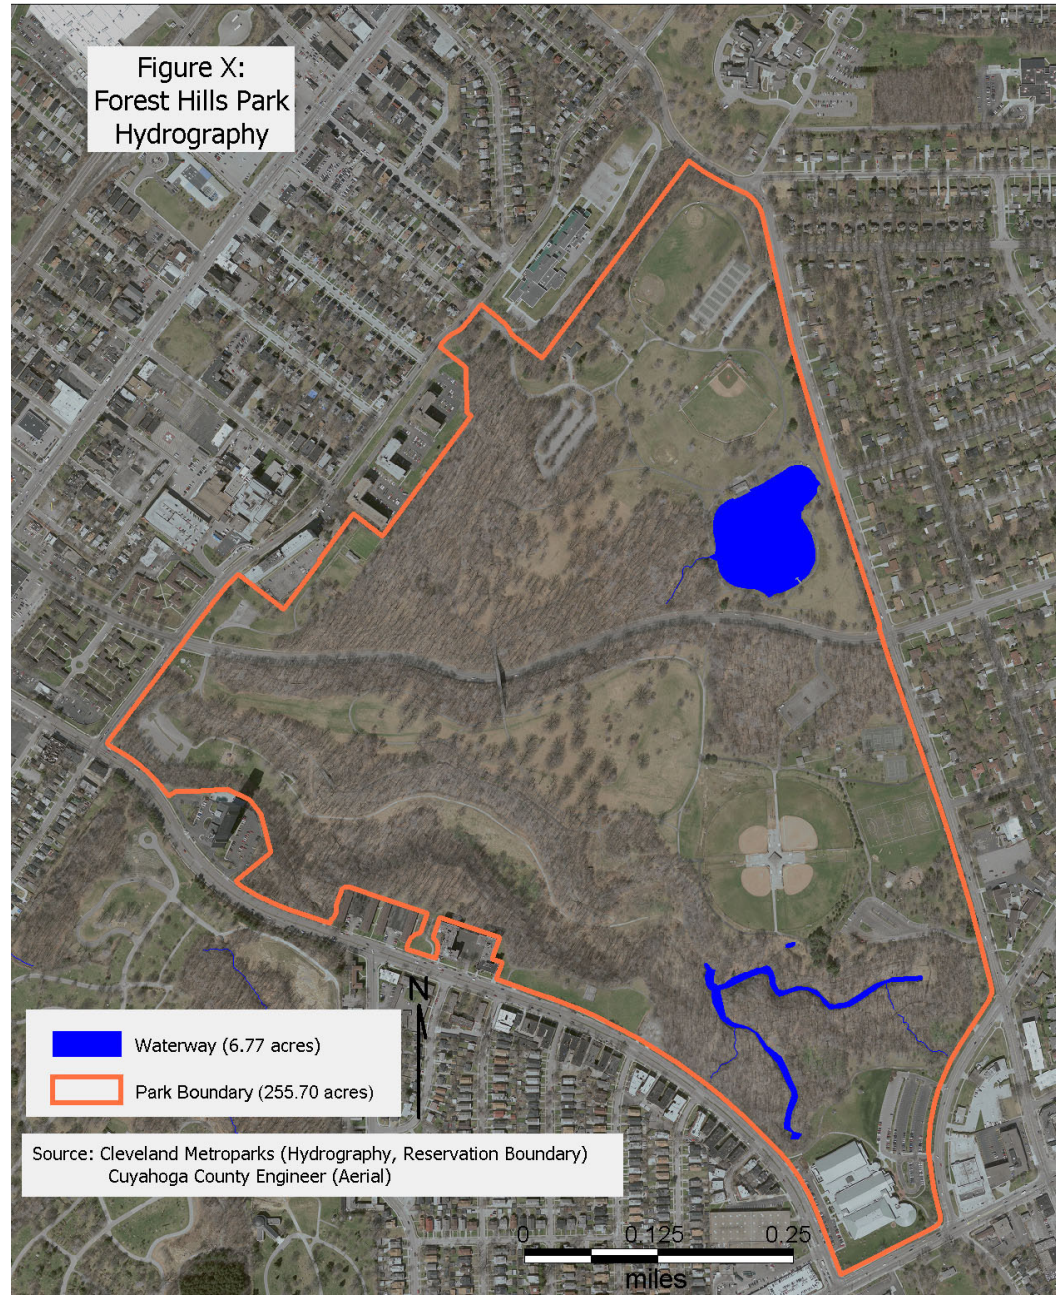 Figure X:
Forest Hills Park
Hydrography
N
Waterway (6.77 acres)
Park Boundary (255.70 acres)
Source: Cleveland Metroparks (Hydrography, Reservation Boundary)
Cuyahoga County Engineer (Aerial)
0 0.125 0.25
miles